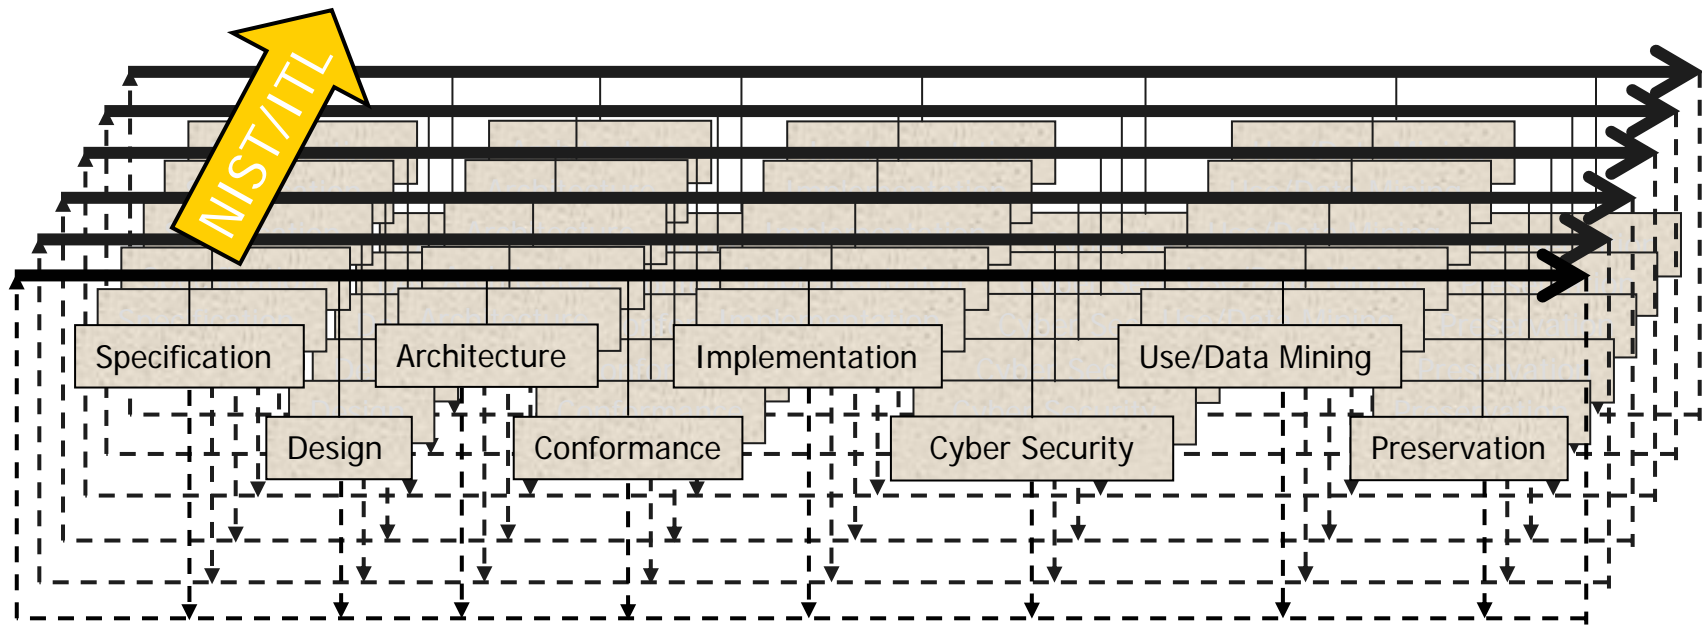 NIST/ITL
Specification
Architecture
Implementation
Use/Data Mining
Design
Conformance
Cyber Security
Preservation